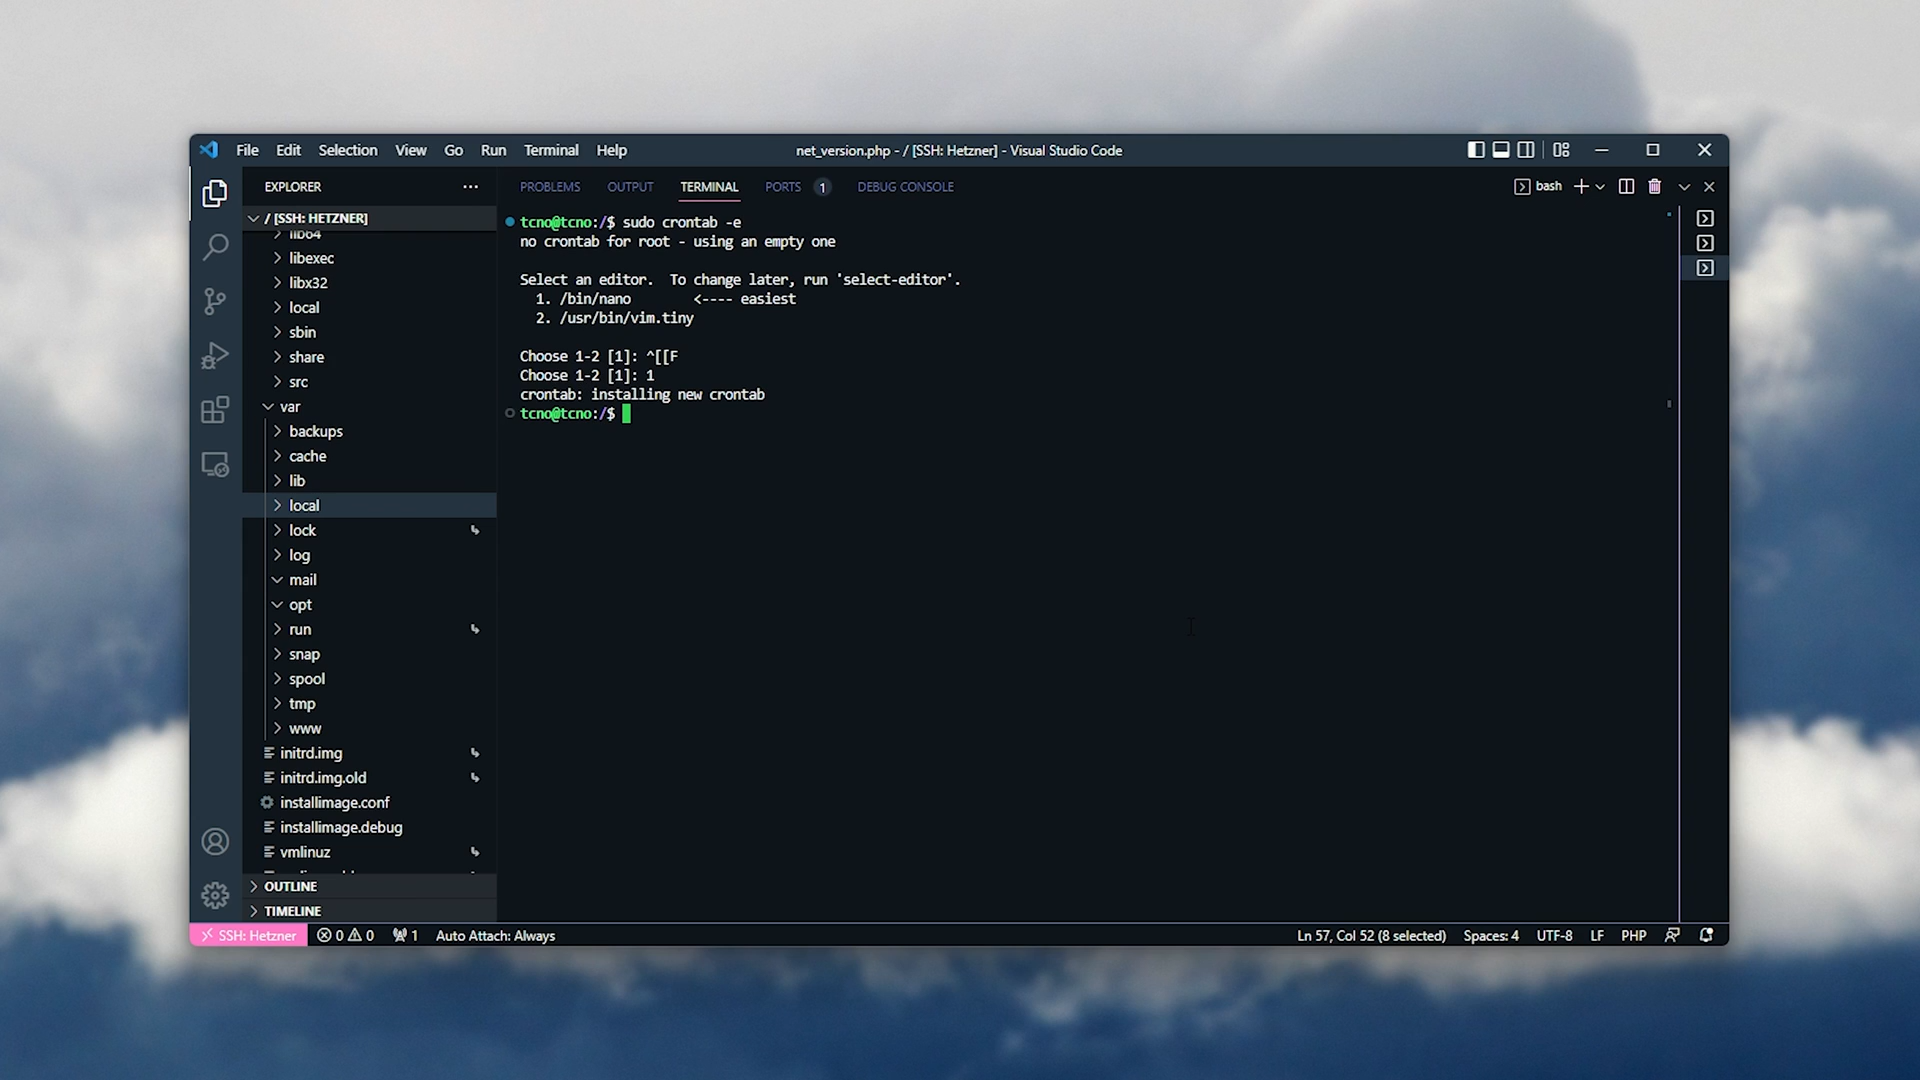 File Edit Selection View Go Run Terminal Help
net_version.php - / [SSH: Hetzner] - Visual Studio Code
EXPLORER
/ [SSH: HETZNER]
lib64
libexec
libx32
local
sbin
share
src
var
backups
cache
lib
local
lock
log
mail
opt
run
snap
spool
tmp
www
initrd.img
initrd.img.old
installimage.conf
installimage.debug
vmlinuz
OUTLINE
TIMELINE
PROBLEMS OUTPUT TERMINAL PORTS 1 DEBUG CONSOLE
bash
tcno@tcno:/$ sudo crontab -e
no crontab for root - using an empty one
Select an editor.  To change later, run 'select-editor'.
1. /bin/nano        <---- easiest
2. /usr/bin/vim.tiny
Choose 1-2 [1]: ^[[F
Choose 1-2 [1]: 1
crontab: installing new crontab
tcno@tcno:/$
SSH: Hetzner 0 0 1 Auto Attach: Always
Ln 57, Col 52 (8 selected) Spaces: 4 UTF-8 LF PHP